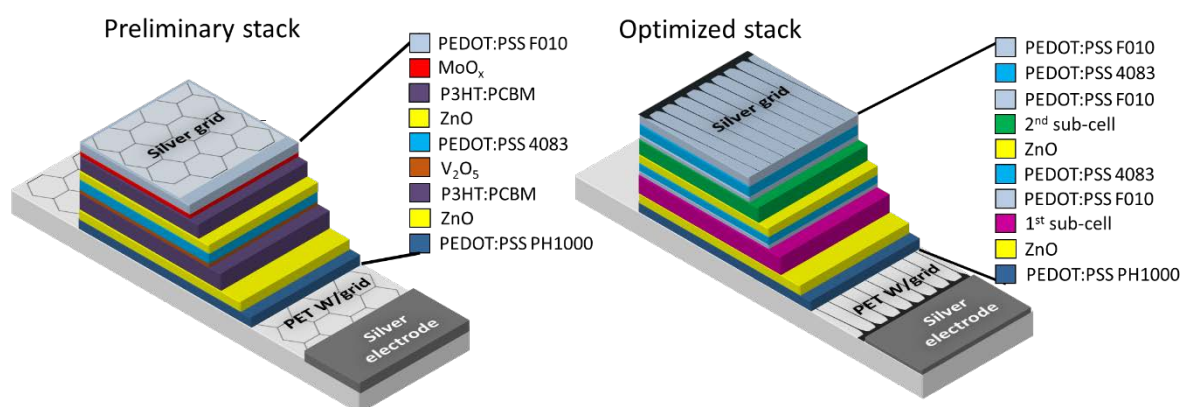 Preliminary stack
PEDOT:PSS F010
MoOₓ
P3HT:PCBM
ZnO
PEDOT:PSS 4083
V₂O₅
P3HT:PCBM
ZnO
PEDOT:PSS PH1000
Silver grid
PET W/grid
Silver
electrode
Optimized stack
PEDOT:PSS F010
PEDOT:PSS 4083
PEDOT:PSS F010
2ⁿᵈ sub-cell
ZnO
PEDOT:PSS 4083
PEDOT:PSS F010
1ˢᵗ sub-cell
ZnO
PEDOT:PSS PH1000
Silver grid
PET W/grid
Silver
electrode